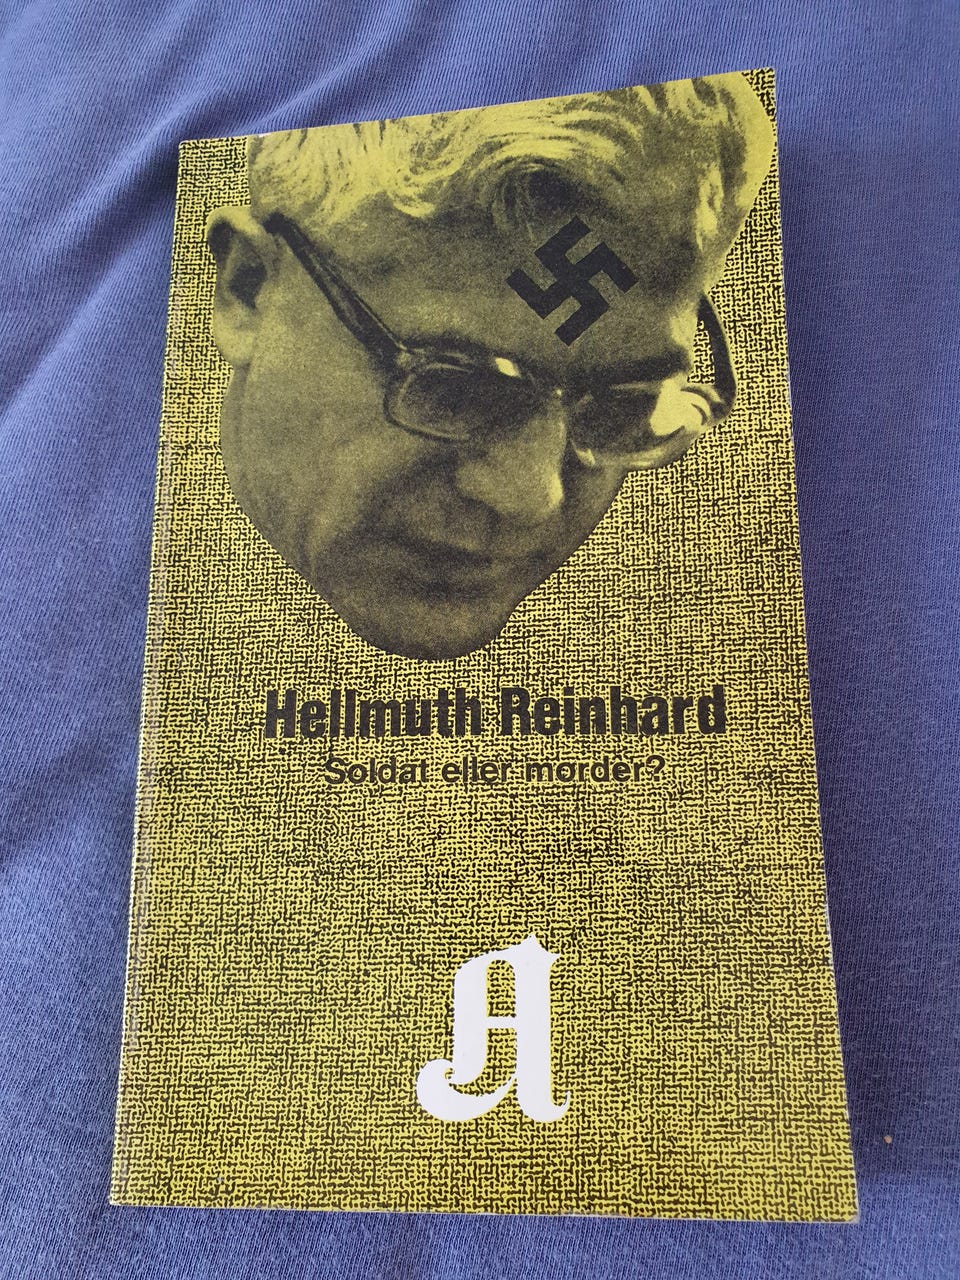 Hellmuth Reinhard
Soldat eller morder?
A